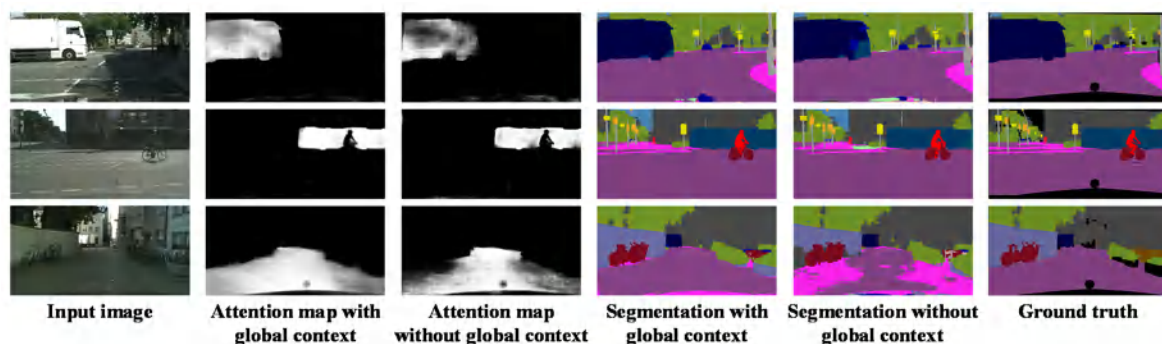 Input image
Attention map with
global context
Attention map
without global context
Segmentation with
global context
Segmentation without
global context
Ground truth